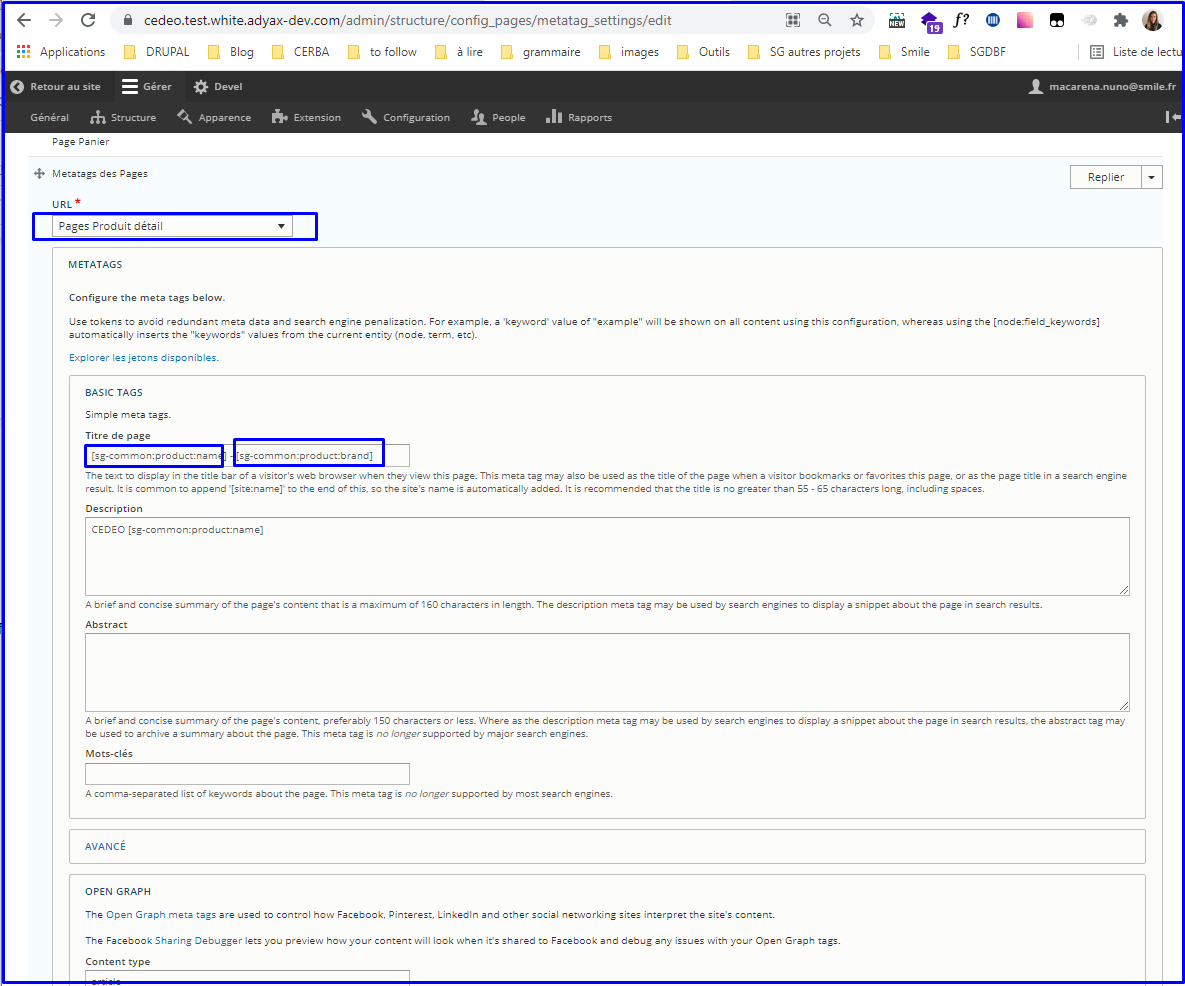 cedeo.test.white.adyax-dev.com/admin/structure/config_pages/metatag_settings/edit
NEW
19
f?
Applications
DRUPAL
Blog
CERBA
to follow
à lire
grammaire
images
Outils
SG autres projets
Smile
SGDBF
Liste de lectu
Retour au site
Gérer
Devel
macarena.nuno@smile.fr
Général
Structure
Apparence
Extension
Configuration
People
Rapports
Page Panier
Metatags des Pages
Replier
URL *
Pages Produit détail
METATAGS
Configure the meta tags below.
Use tokens to avoid redundant meta data and search engine penalization. For example, a 'keyword' value of "example" will be shown on all content using this configuration, whereas using the [node:field_keywords]
automatically inserts the "keywords" values from the current entity (node, term, etc).
Explorer les jetons disponibles.
BASIC TAGS
Simple meta tags.
Titre de page
[sg-common:product:name] - [sg-common:product:brand]
The text to display in the title bar of a visitor's web browser when they view this page. This meta tag may also be used as the title of the page when a visitor bookmarks or favorites this page, or as the page title in a search engine
result. It is common to append '[site:name]' to the end of this, so the site's name is automatically added. It is recommended that the title is no greater than 55 - 65 characters long, including spaces.
Description
CEDEO [sg-common:product:name]
A brief and concise summary of the page's content that is a maximum of 160 characters in length. The description meta tag may be used by search engines to display a snippet about the page in search results.
Abstract
A brief and concise summary of the page's content, preferably 150 characters or less. Where as the description meta tag may be used by search engines to display a snippet about the page in search results, the abstract tag may
be used to archive a summary about the page. This meta tag is no longer supported by major search engines.
Mots-clés
A comma-separated list of keywords about the page. This meta tag is no longer supported by most search engines.
AVANCÉ
OPEN GRAPH
The Open Graph meta tags are used to control how Facebook, Pinterest, LinkedIn and other social networking sites interpret the site's content.
The Facebook Sharing Debugger lets you preview how your content will look when it's shared to Facebook and debug any issues with your Open Graph tags.
Content type
article